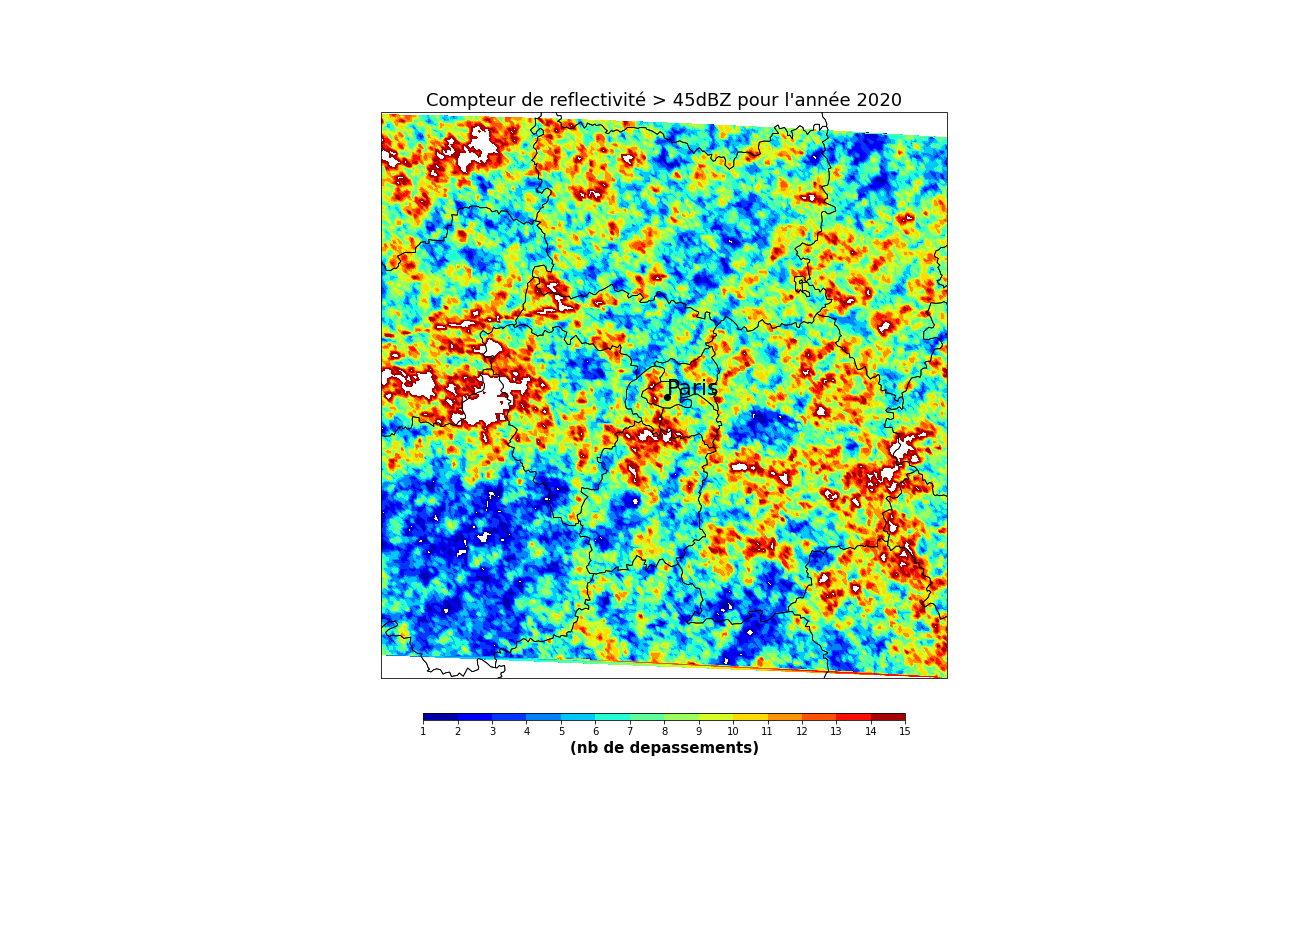 Compteur de reflectivité > 45dBZ pour l'année 2020
Paris
1 2 3 4 5 6 7 8 9 10 11 12 13 14 15
(nb de depassements)